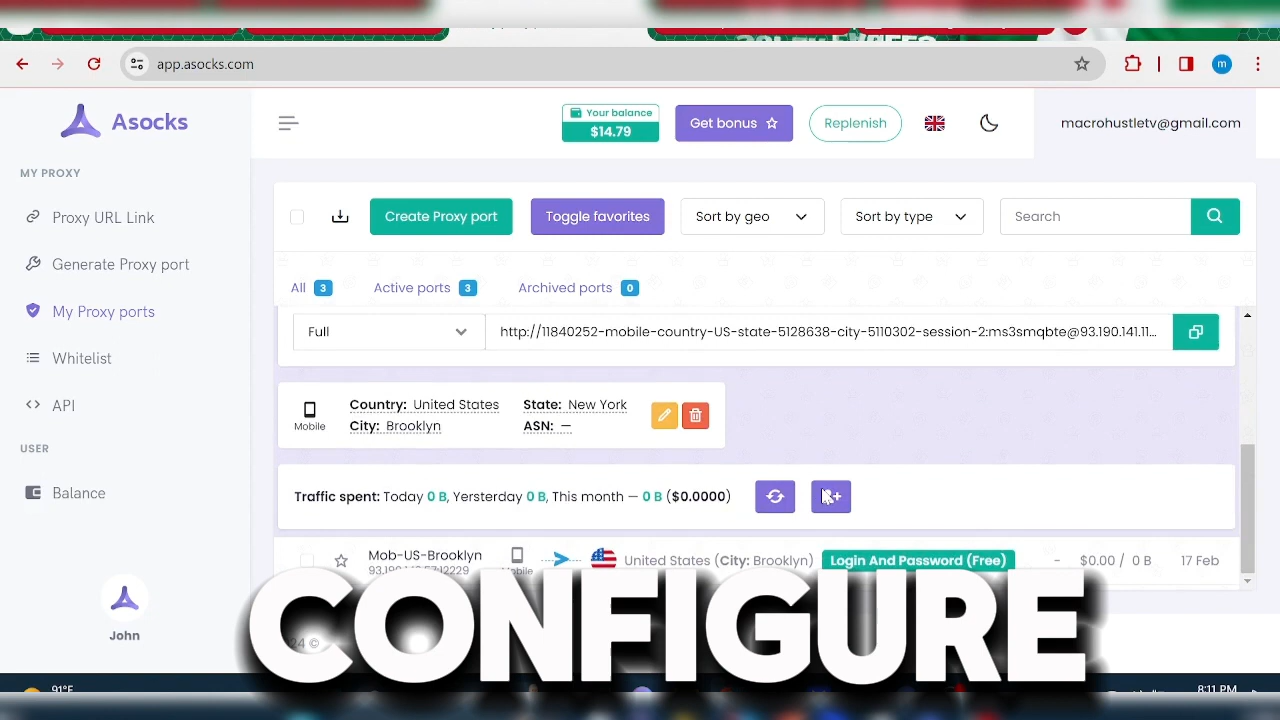 app.asocks.com
m
Asocks
Your balance
$14.79
Get bonus
Replenish
macrohustletv@gmail.com
MY PROXY
Proxy URL Link
Generate Proxy port
My Proxy ports
Whitelist
API
USER
Balance
John
Create Proxy port
Toggle favorites
Sort by geo
Sort by type
Search
All 3
Active ports 3
Archived ports 0
Full
http://11840252-mobile-country-US-state-5128638-city-5110302-session-2:ms3smqbte@93.190.141.11...
Mobile
Country: United States
State: New York
City: Brooklyn
ASN: —
Traffic spent: Today 0 B, Yersterday 0 B, This month — 0 B ($0.0000)
Mob-US-Brooklyn
Mobile
United States (City: Brooklyn)
Login And Password (Free)
-
$0.00 / 0 B
17 Feb
CONFIGURE
91°F
8:11 PM